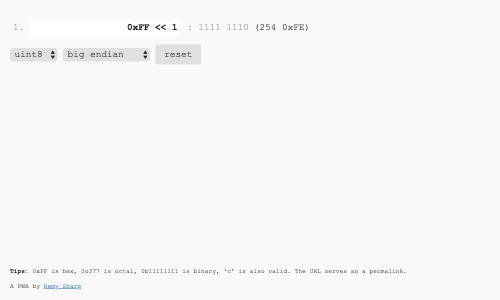 1. 0xFF << 1 : 1111 1110 (254 0xFE)
uint8 big endian reset
Tips: 0xFF is hex, 0o377 is octal, 0b11111111 is binary, 'c' is also valid. The URL serves as a permalink.
A PWA by Remy Sharp